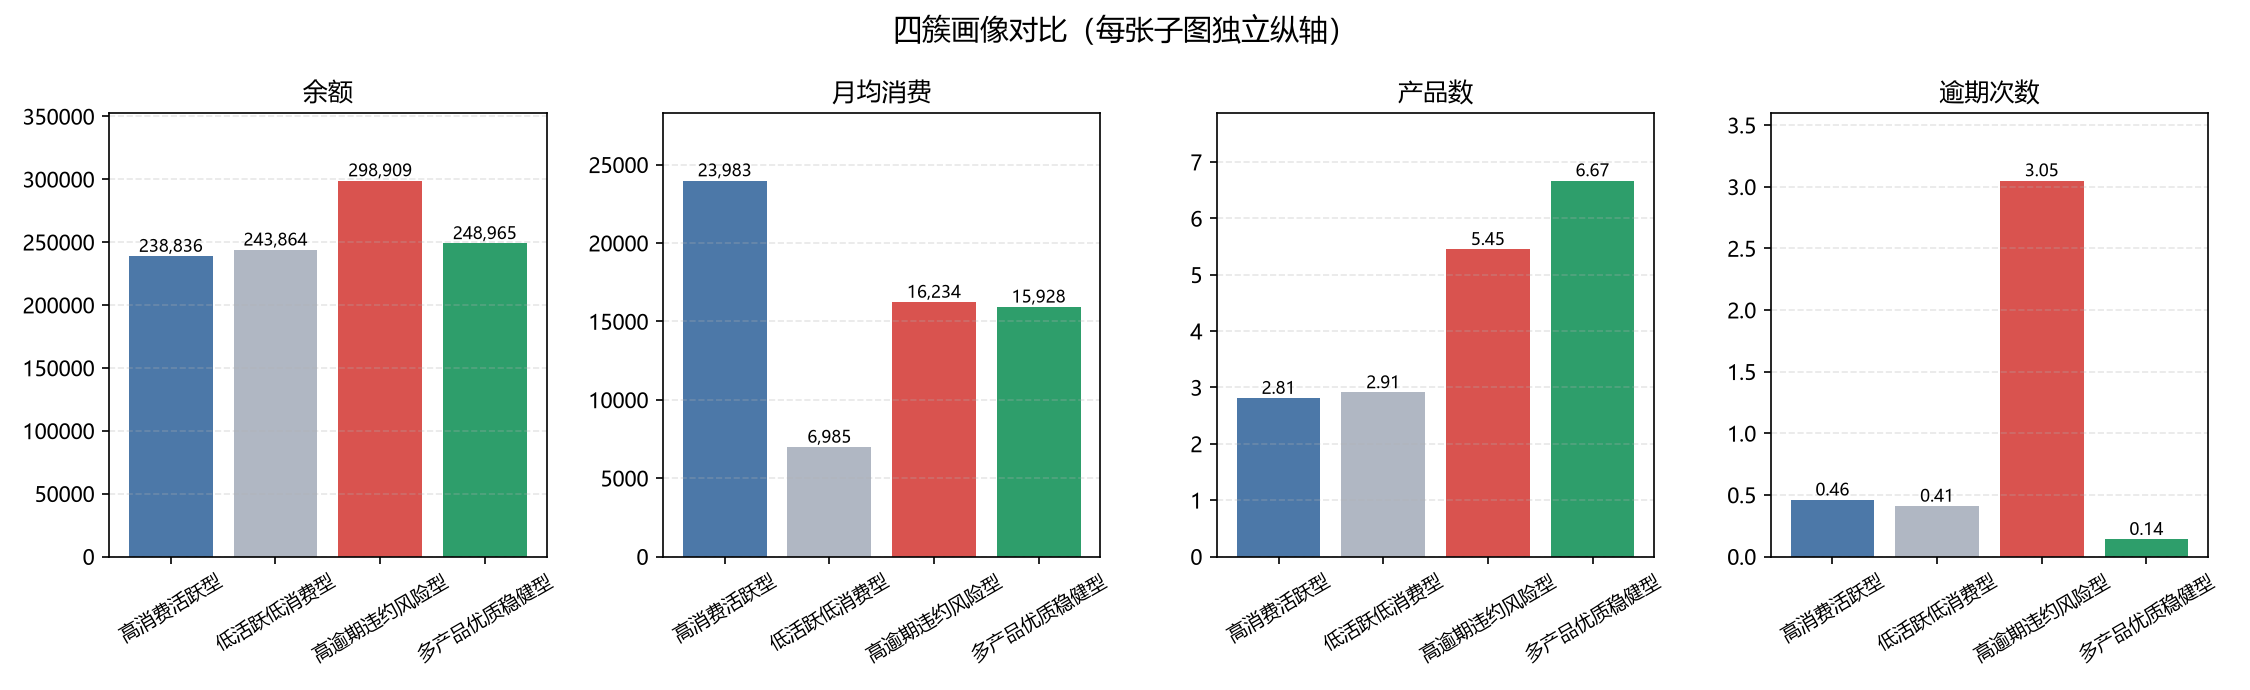 四簇画像对比（每张子图独立纵轴）
余额
350000
300000
250000
200000
150000
100000
50000
0
238,836
243,864
298,909
248,965
高消费活跃型
低活跃低消费型
高逾期违约风险型
多产品优质稳健型
月均消费
25000
20000
15000
10000
5000
0
23,983
6,985
16,234
15,928
高消费活跃型
低活跃低消费型
高逾期违约风险型
多产品优质稳健型
产品数
7
6
5
4
3
2
1
0
2.81
2.91
5.45
6.67
高消费活跃型
低活跃低消费型
高逾期违约风险型
多产品优质稳健型
逾期次数
3.5
3.0
2.5
2.0
1.5
1.0
0.5
0.0
0.46
0.41
3.05
0.14
高消费活跃型
低活跃低消费型
高逾期违约风险型
多产品优质稳健型